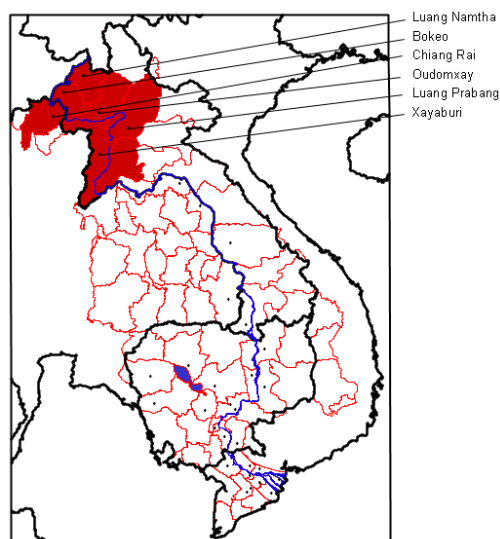 Luang Namtha
Bokeo
Chiang Rai
Oudomxay
Luang Prabang
Xayaburi